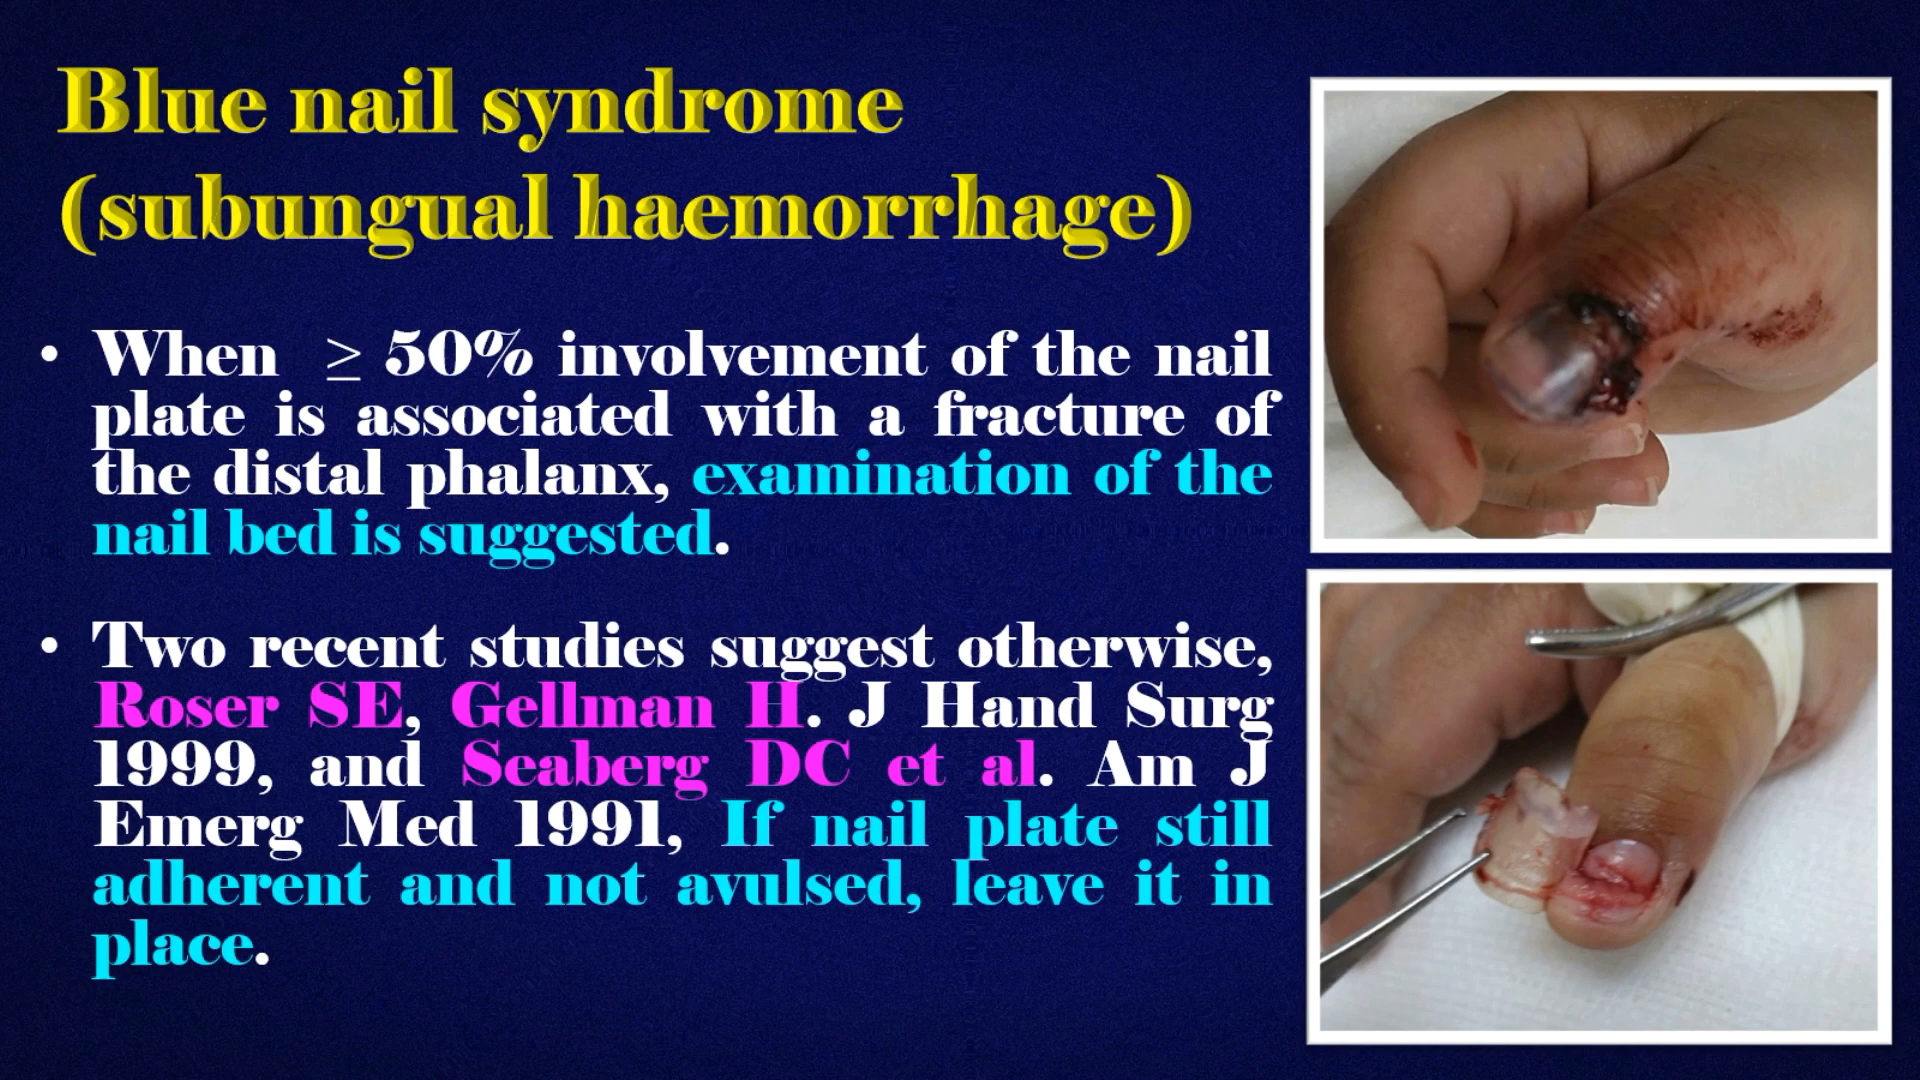 Blue nail syndrome
(subungual haemorrhage)
• When ≥ 50% involvement of the nail
plate is associated with a fracture of
the distal phalanx, examination of the
nail bed is suggested.
• Two recent studies suggest otherwise,
Roser SE, Gellman H. J Hand Surg
1999, and Seaberg DC et al. Am J
Emerg Med 1991, If nail plate still
adherent and not avulsed, leave it in
place.